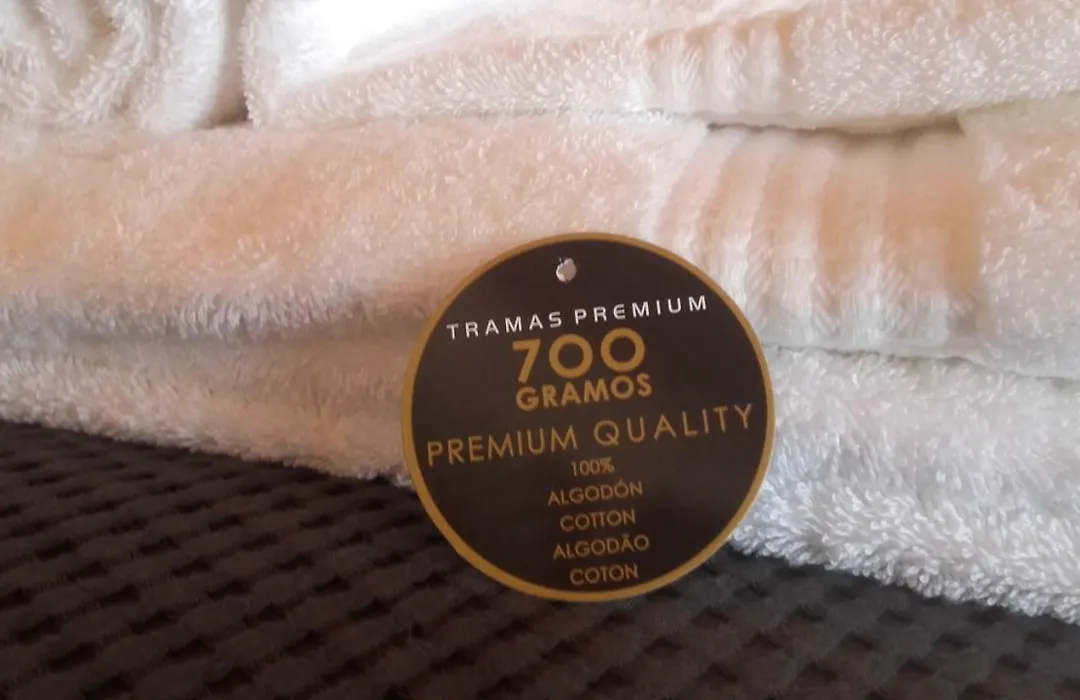 TRAMAS PREMIUM
700
GRAMOS
PREMIUM QUALITY
100%
ALGODÓN
COTTON
ALGODÃO
COTON